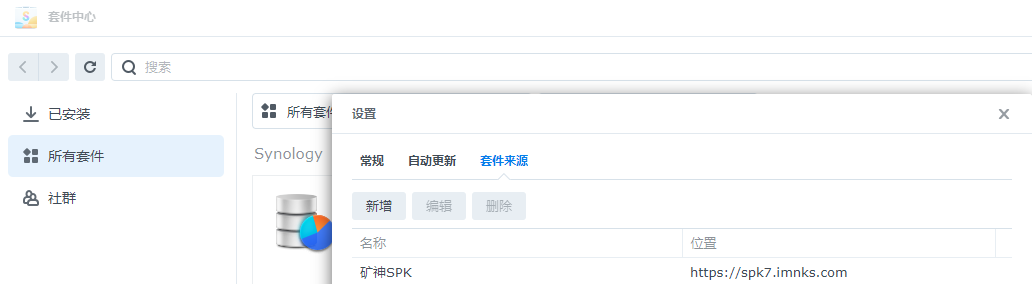 套件中心
搜索
已安装
所有套件
社群
所有套件
Synology
设置
常规 自动更新 套件来源
新增 编辑 删除
名称 位置
矿神SPK https://spk7.imnks.com